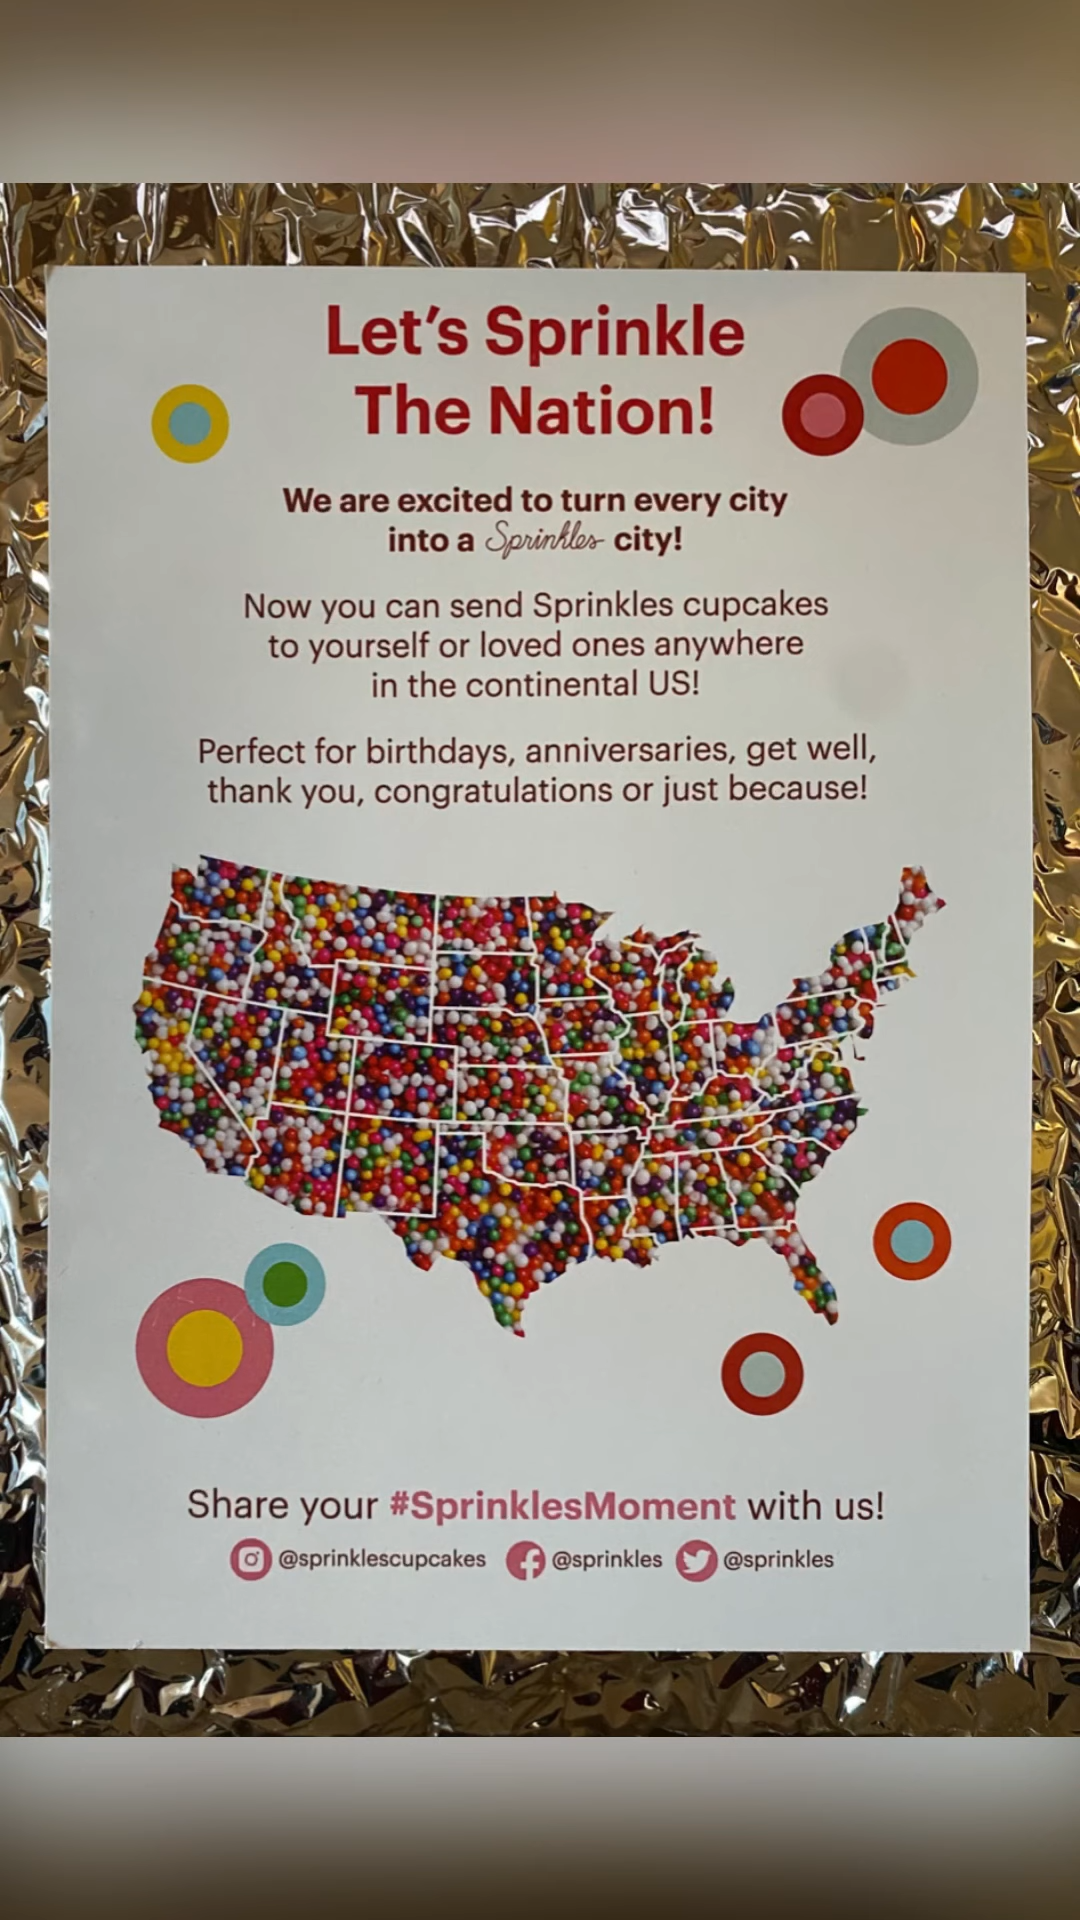 Let's Sprinkle
The Nation!
We are excited to turn every city
into a Sprinkles city!
Now you can send Sprinkles cupcakes
to yourself or loved ones anywhere
in the continental US!
Perfect for birthdays, anniversaries, get well,
thank you, congratulations or just because!
Share your #SprinklesMoment with us!
@sprinklescupcakes @sprinkles @sprinkles